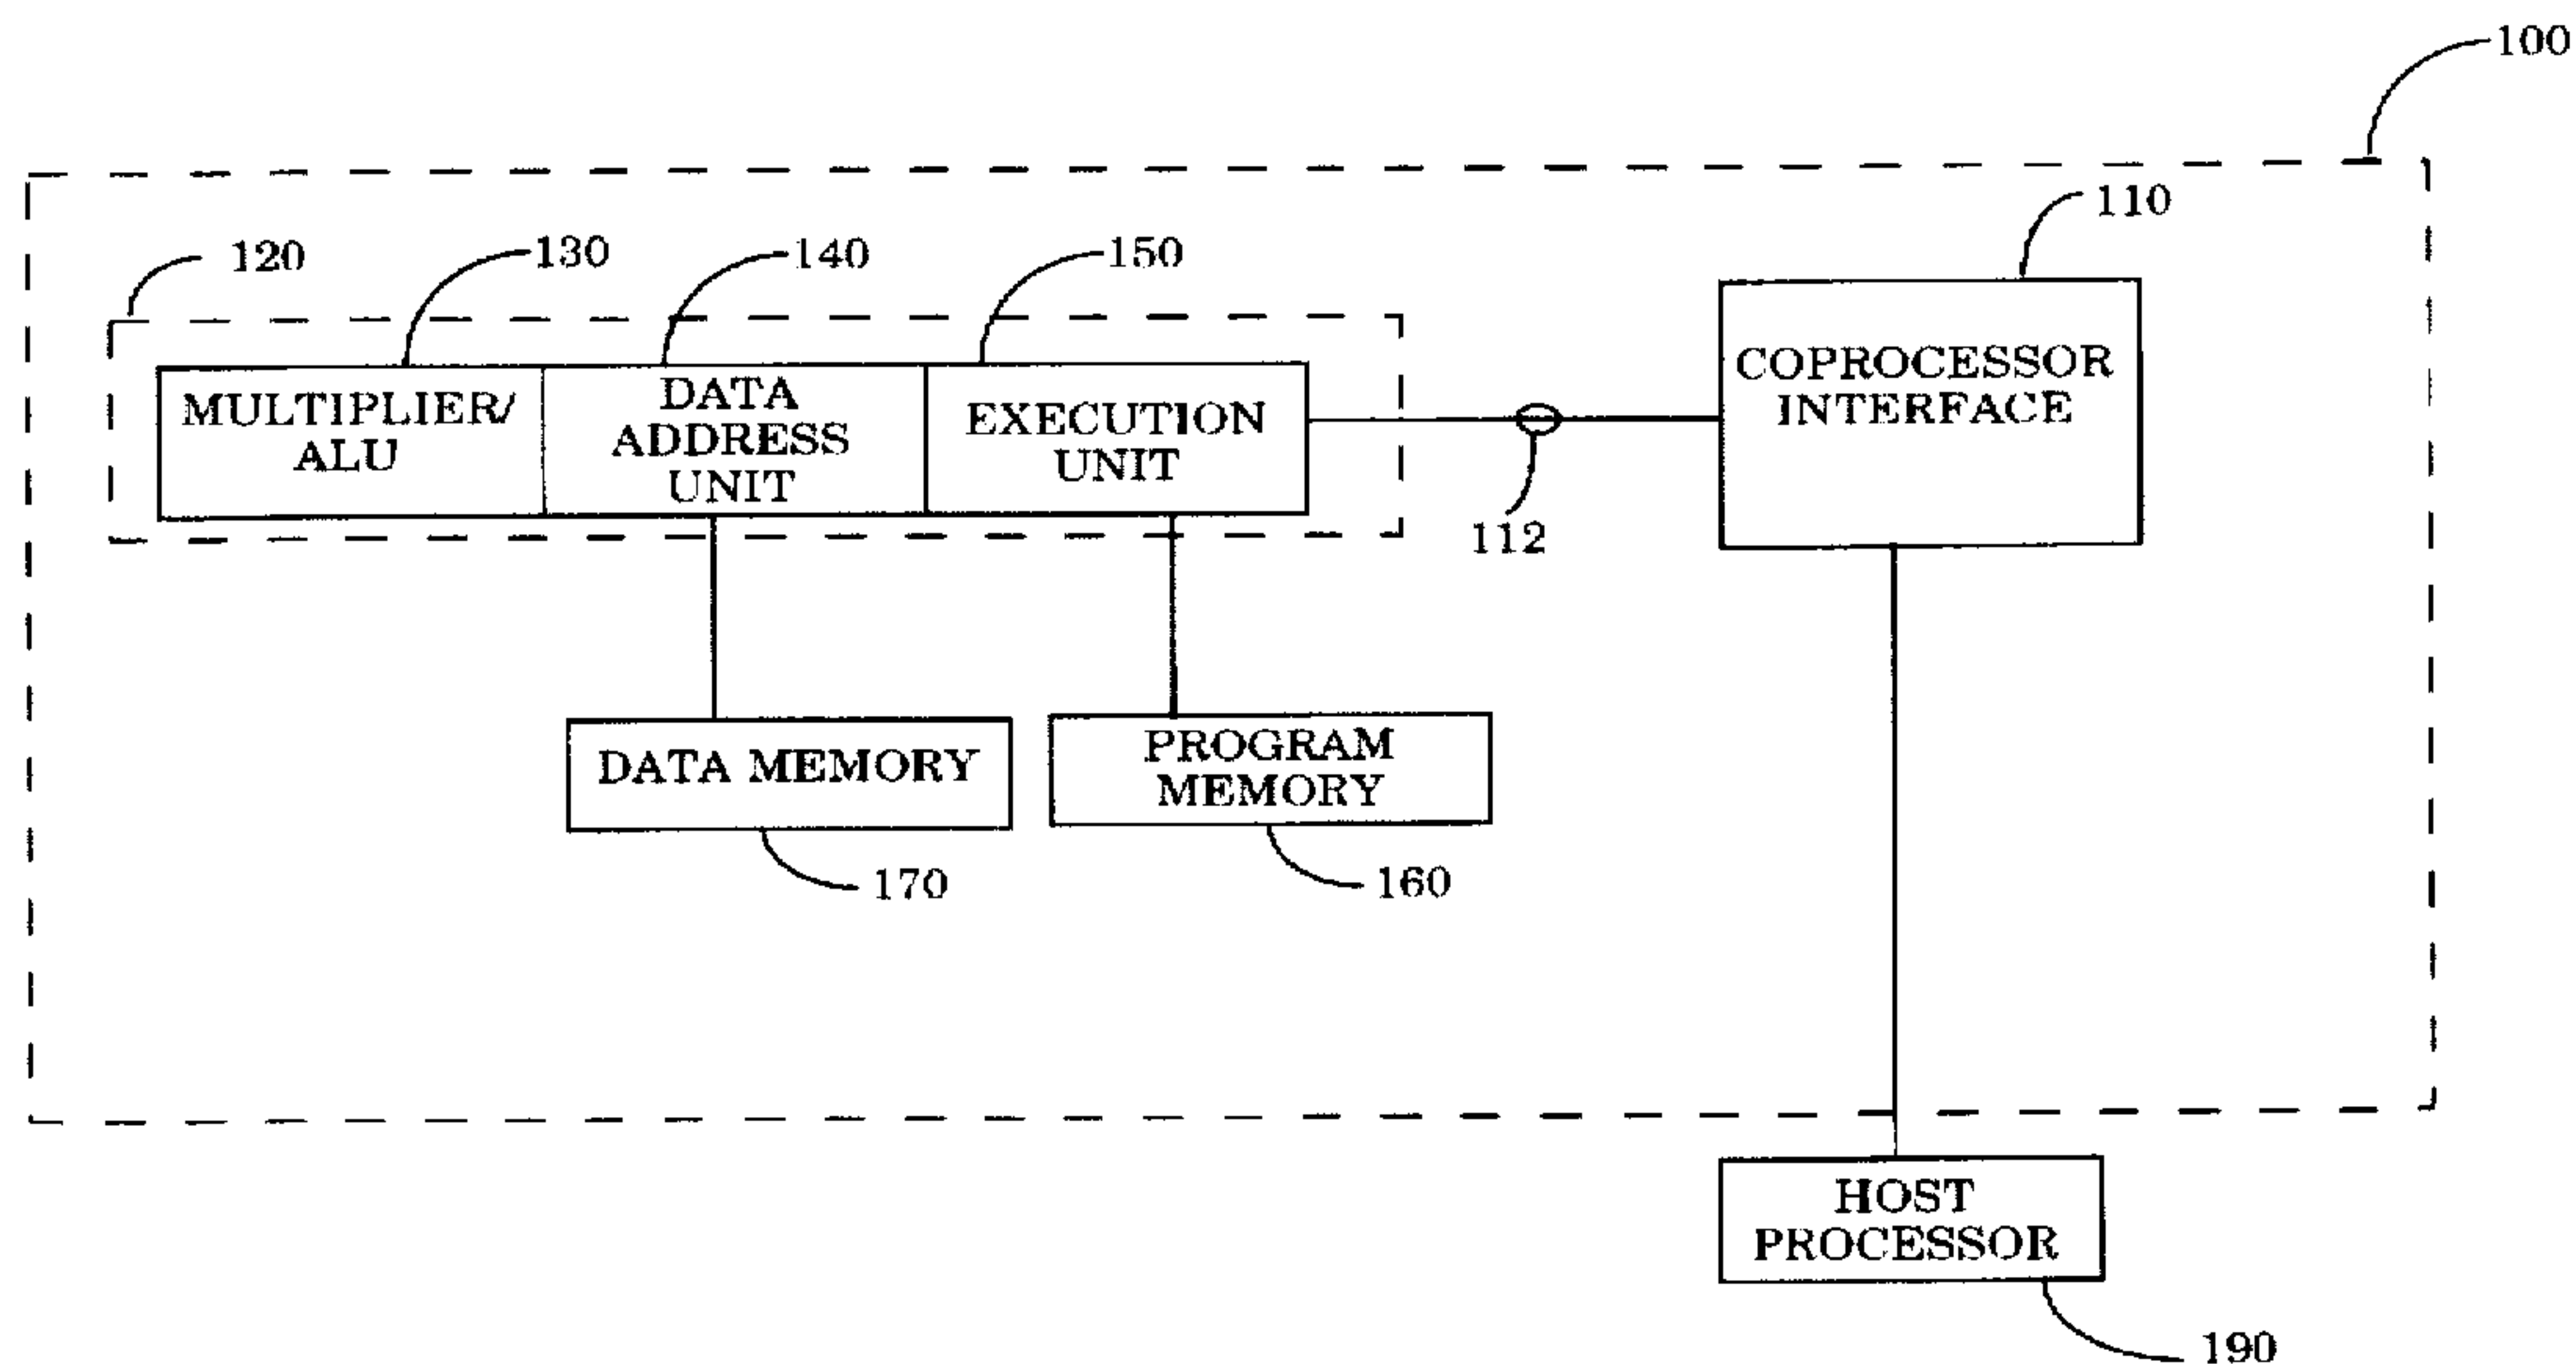 100
110
120
130
140
150
MULTIPLIER/
ALU
DATA
ADDRESS
UNIT
EXECUTION
UNIT
112
COPROCESSOR
INTERFACE
DATA MEMORY
170
PROGRAM
MEMORY
160
HOST
PROCESSOR
190